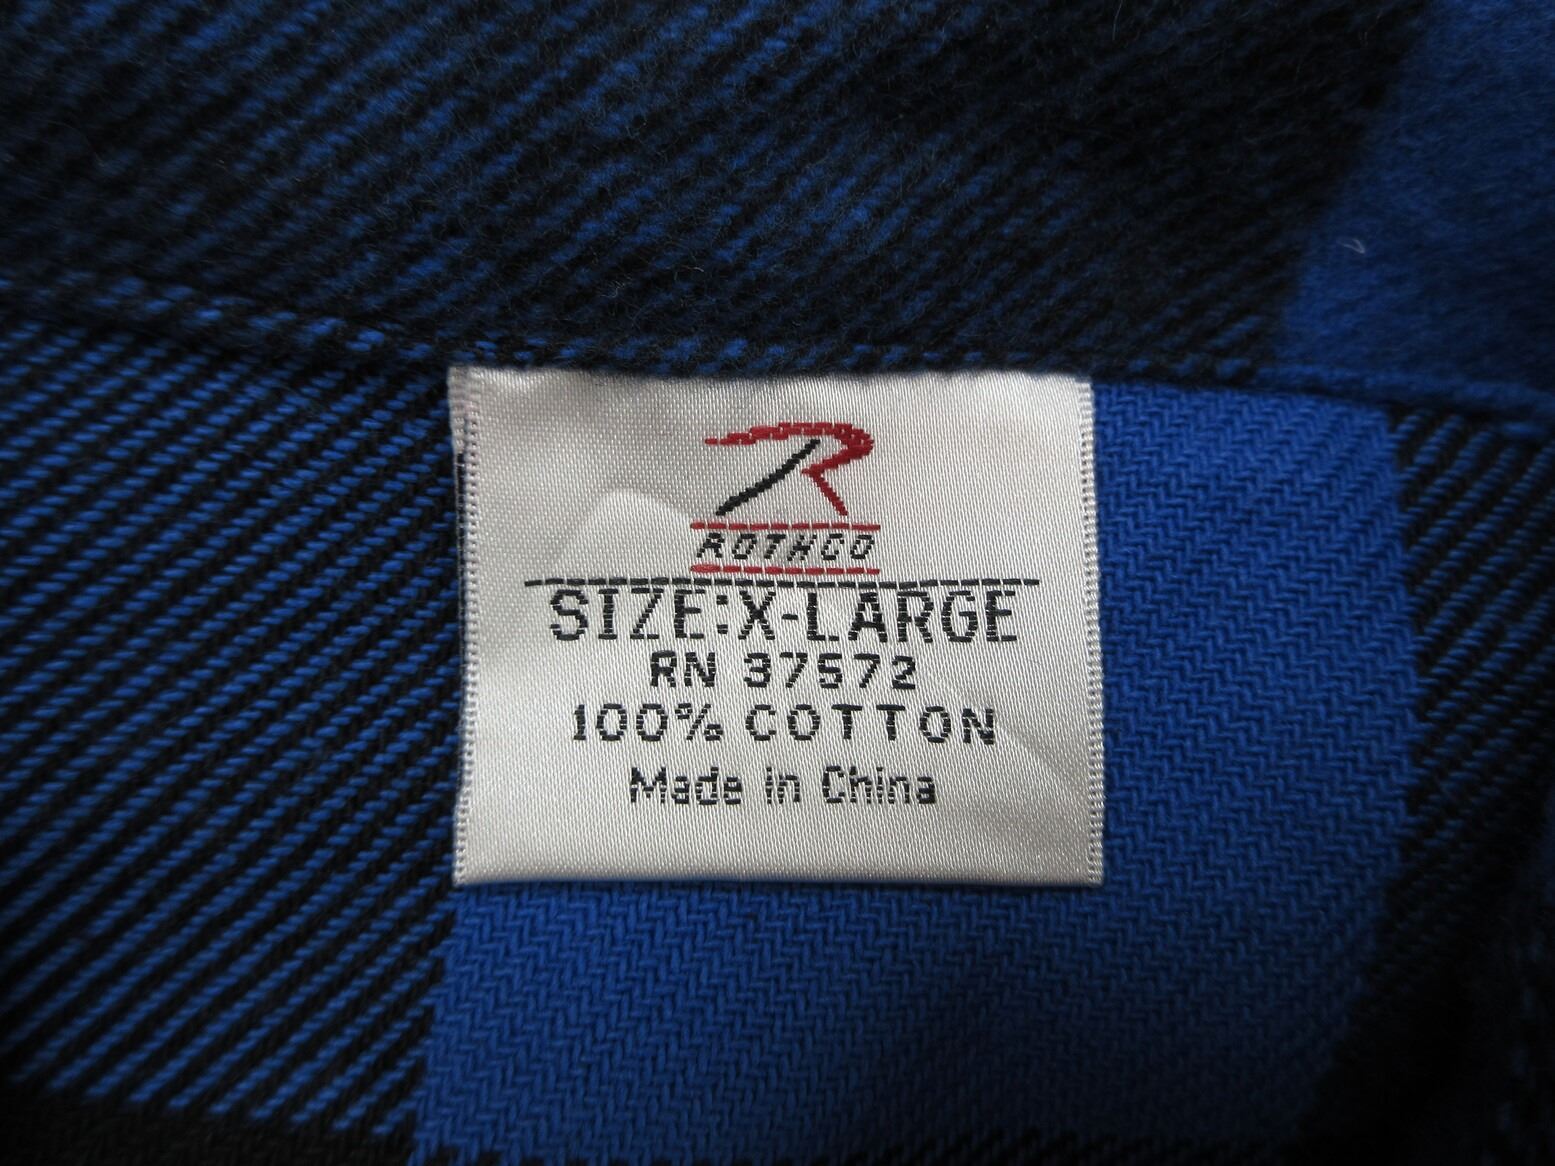 R
ROTHCO
SIZE:X-LARGE
RN 37572
100% COTTON
Made in China